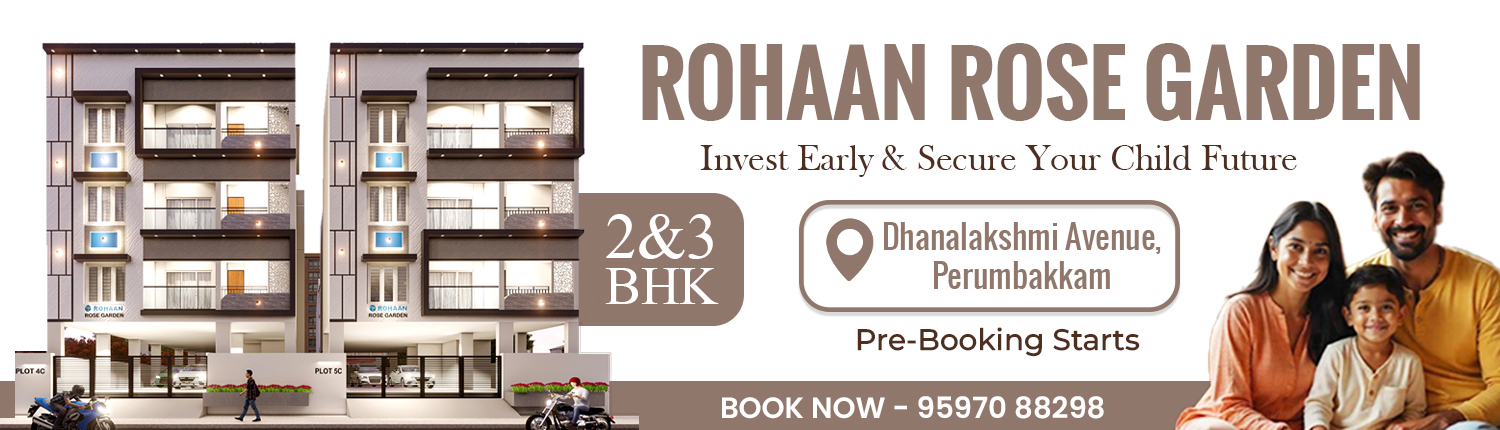 ROHAAN ROSE GARDEN
Invest Early & Secure Your Child Future
2&3
BHK
Dhanalakshmi Avenue,
Perumbakkam
Pre-Booking Starts
BOOK NOW - 95970 88298
ROHAAN
ROSE GARDEN
PLOT 4C
ROHAAN
ROSE GARDEN
PLOT 5C